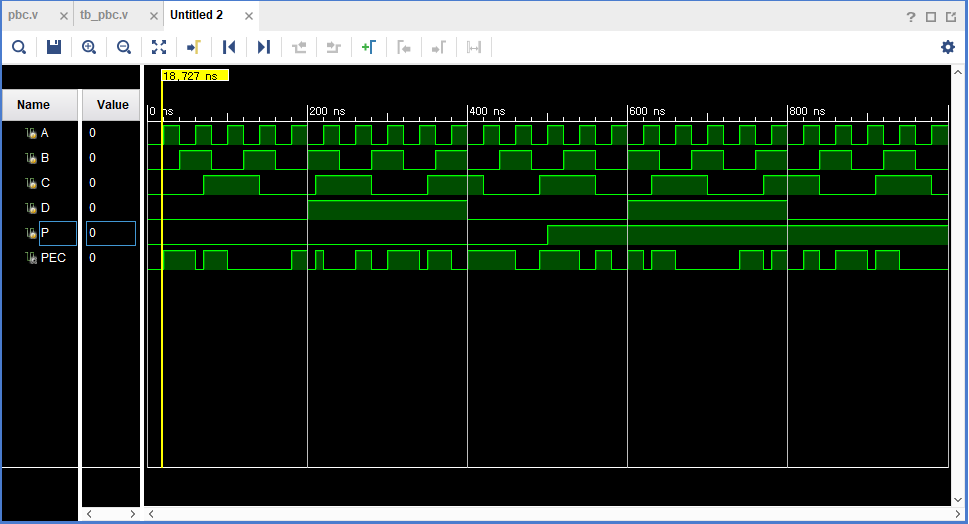 pbc.v × tb_pbc.v × Untitled 2 ×
?
18,727 ns
Name Value
0 ns 200 ns 400 ns 600 ns 800 ns
A 0
B 0
C 0
D 0
P 0
PEC 0